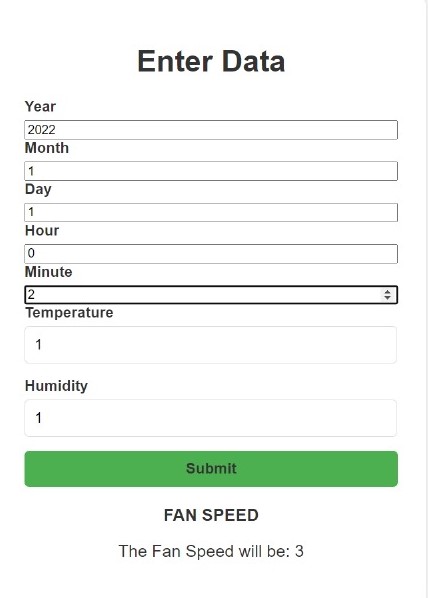 Enter Data
Year
2022
Month
1
Day
1
Hour
0
Minute
2
Temperature
1
Humidity
1
Submit
FAN SPEED
The Fan Speed will be: 3